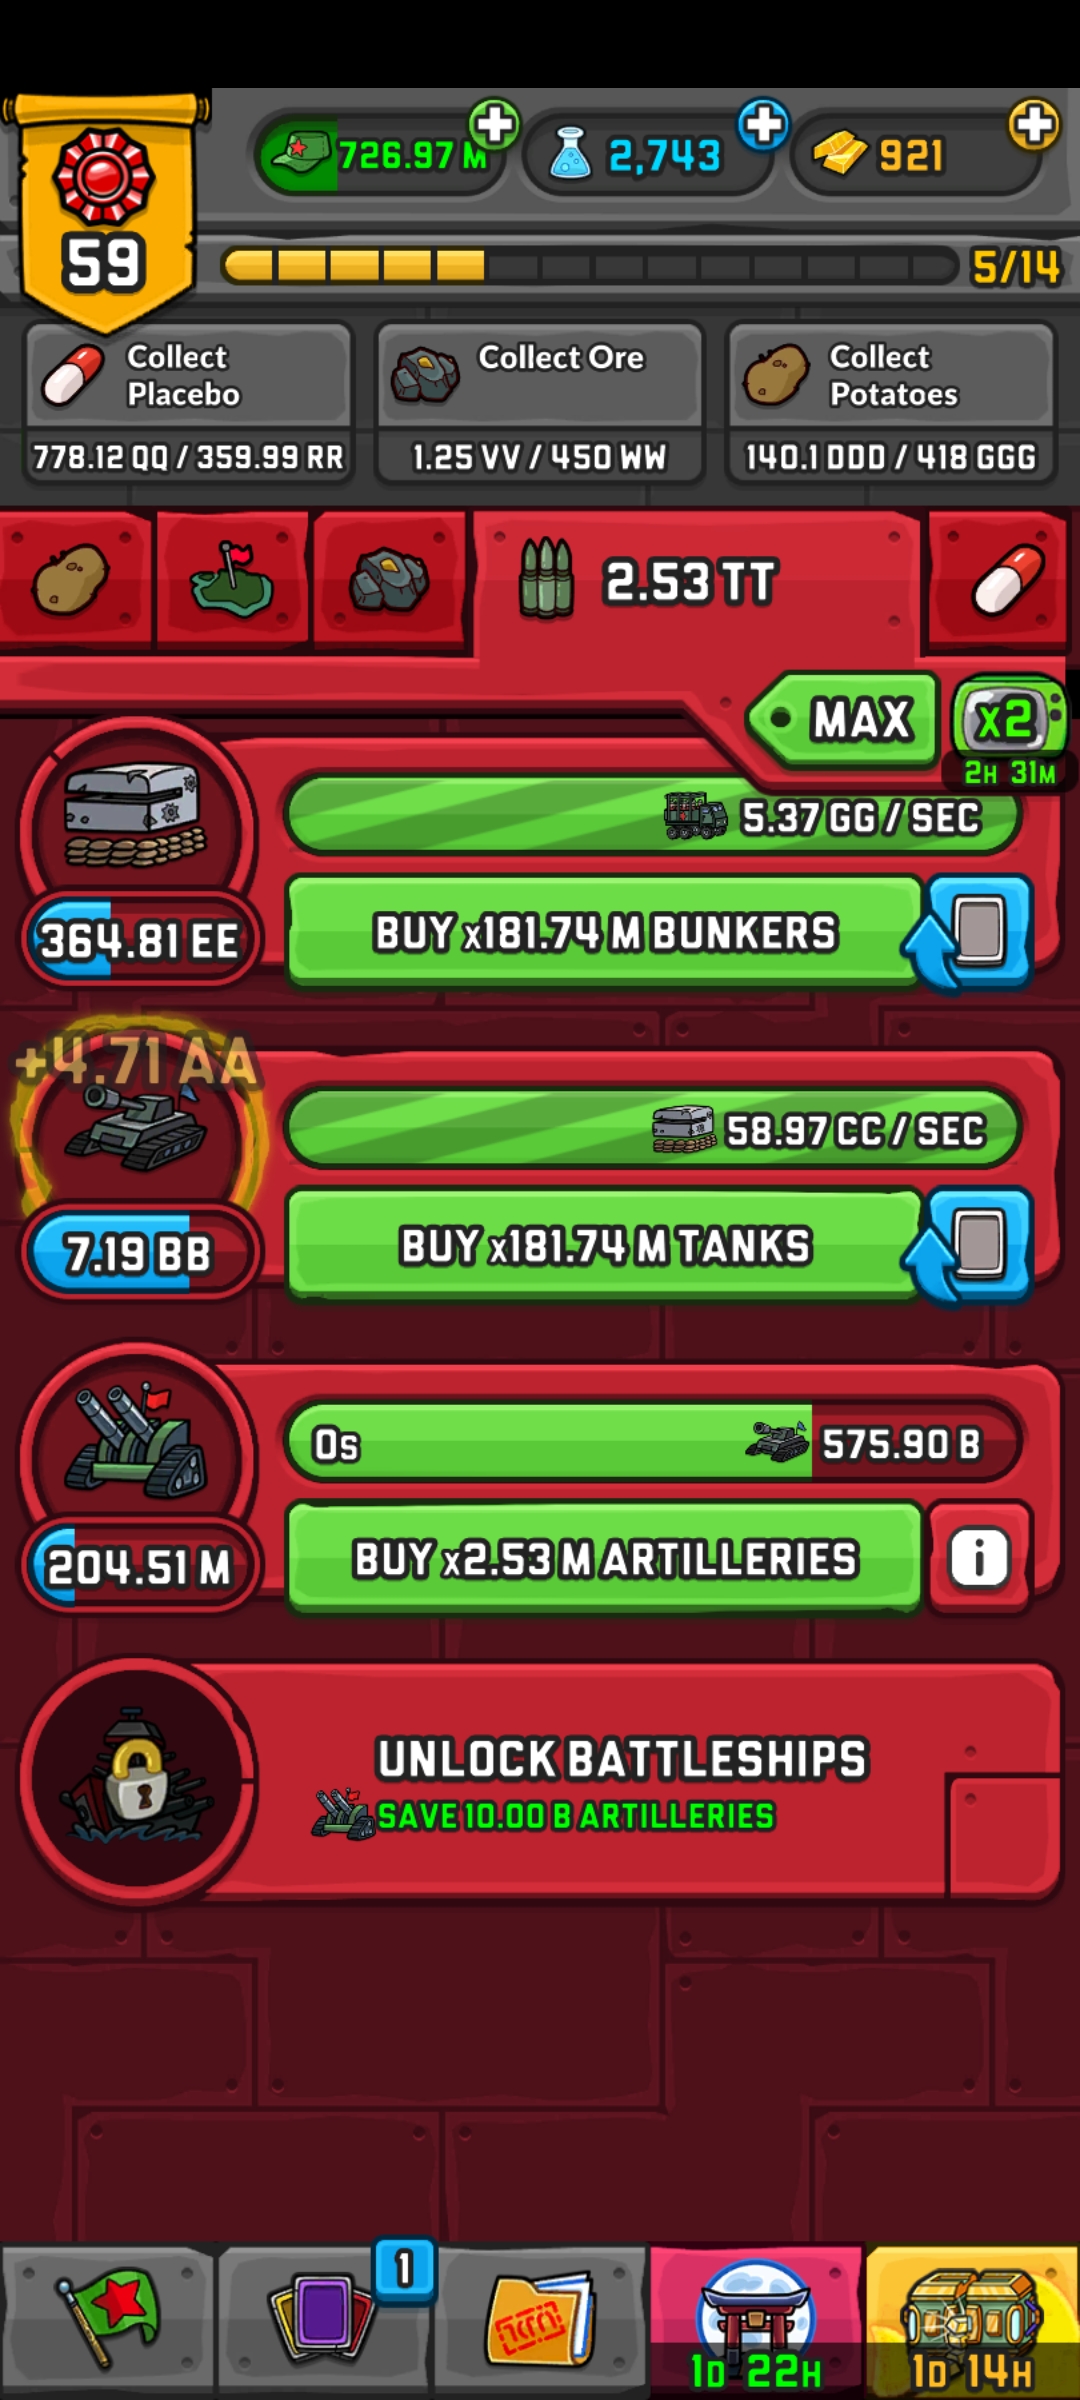 726.97 M
2,743
921
59
5/14
Collect
Placebo
778.12 QQ / 359.99 RR
Collect Ore
1.25 VV / 450 WW
Collect
Potatoes
140.1 DDD / 418 GGG
2.53 TT
MAX
x2
2H 31M
5.37 GG / SEC
364.81 EE
BUY x181.74 M BUNKERS
+4.71 AA
58.97 CC / SEC
7.19 BB
BUY x181.74 M TANKS
0s
575.90 B
204.51 M
BUY x2.53 M ARTILLERIES
i
UNLOCK BATTLESHIPS
SAVE 10.00 B ARTILLERIES
1
1D 22H
1D 14H